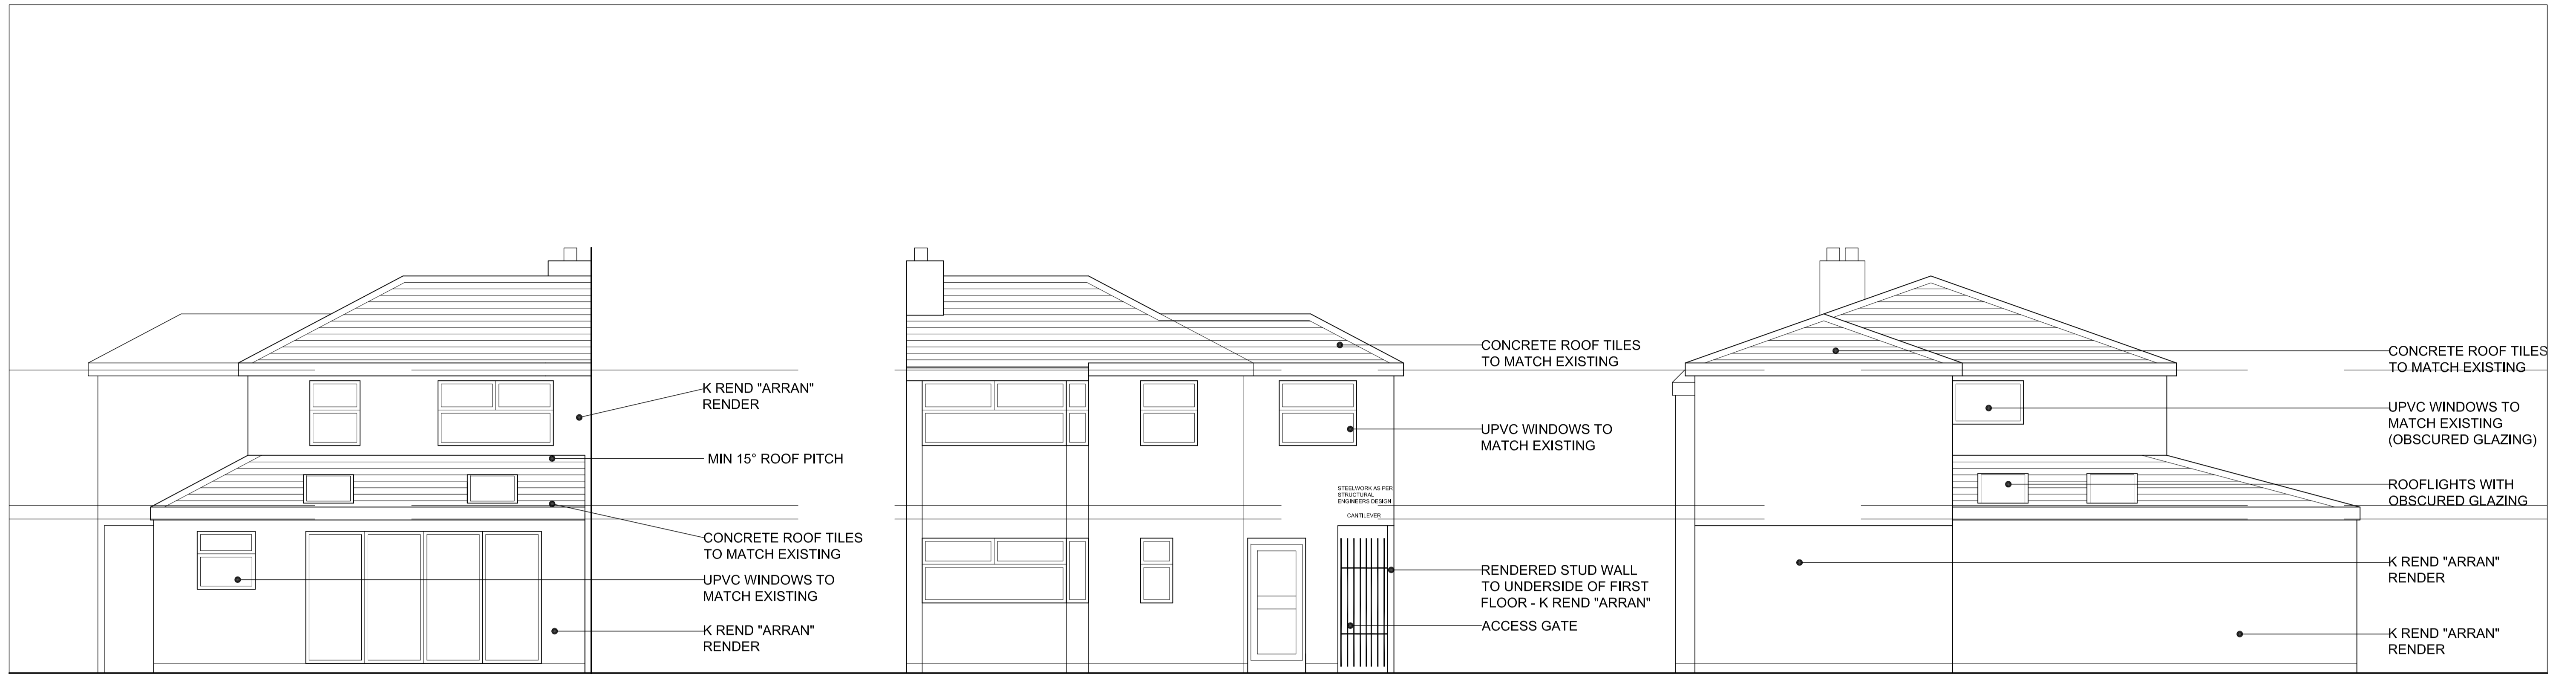 K REND "ARRAN"
RENDER
MIN 15° ROOF PITCH
CONCRETE ROOF TILES
TO MATCH EXISTING
UPVC WINDOWS TO
MATCH EXISTING
K REND "ARRAN"
RENDER
CONCRETE ROOF TILES
TO MATCH EXISTING
UPVC WINDOWS TO
MATCH EXISTING
STEELWORK AS PER
STRUCTURAL
ENGINEERS DESIGN
CANTILEVER
RENDERED STUD WALL
TO UNDERSIDE OF FIRST
FLOOR - K REND "ARRAN"
ACCESS GATE
CONCRETE ROOF TILES
TO MATCH EXISTING
UPVC WINDOWS TO
MATCH EXISTING
(OBSCURED GLAZING)
ROOFLIGHTS WITH
OBSCURED GLAZING
K REND "ARRAN"
RENDER
K REND "ARRAN"
RENDER